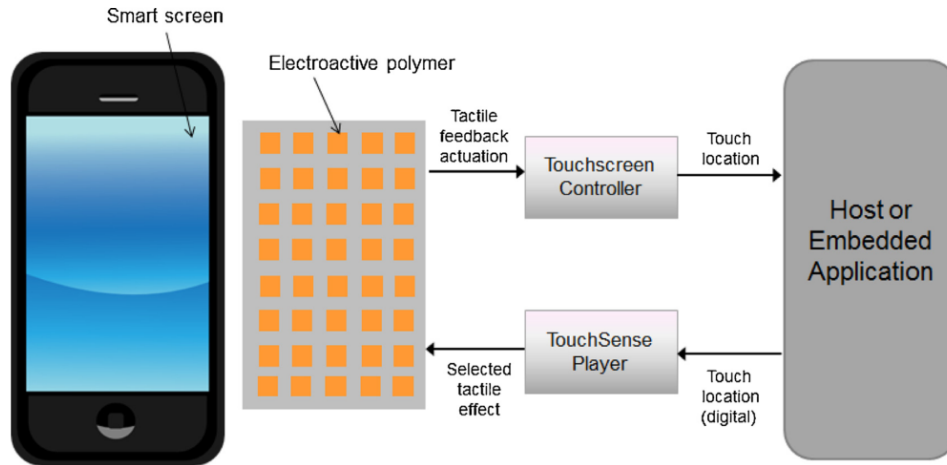 Smart screen
Electroactive polymer
Tactile
feedback
actuation
Touchscreen
Controller
Touch
location
Host or
Embedded
Application
Selected
tactile
effect
TouchSense
Player
Touch
location
(digital)